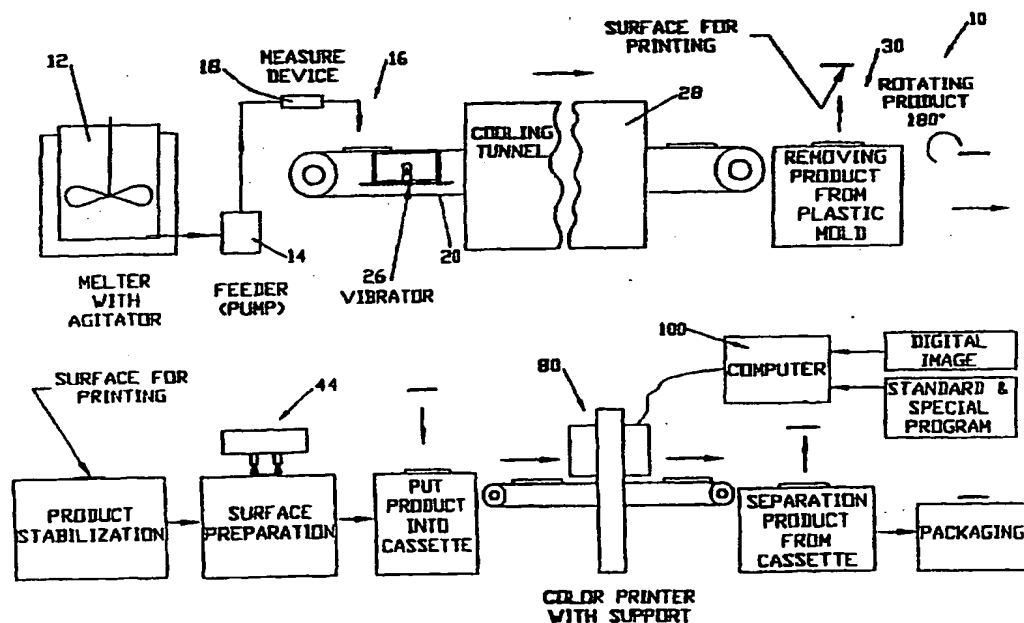 12
18
MEASURE
DEVICE
16
SURFACE FOR
PRINTING
30
10
ROTATING
PRODUCT
180°
28
COOLING
TUNNEL
REMOVING
PRODUCT
FROM
PLASTIC
MOLD
14
20
26
VIBRATOR
MELTER
WITH
AGITATOR
FEEDER
(PUMP)
100
COMPUTER
DIGITAL
IMAGE
STANDARD &
SPECIAL
PROGRAM
SURFACE FOR
PRINTING
44
80
PRODUCT
STABILIZATION
SURFACE
PREPARATION
PUT
PRODUCT
INTO
CASSETTE
SEPARATION
PRODUCT
FROM
CASSETTE
PACKAGING
COLOR PRINTER
WITH SUPPORT